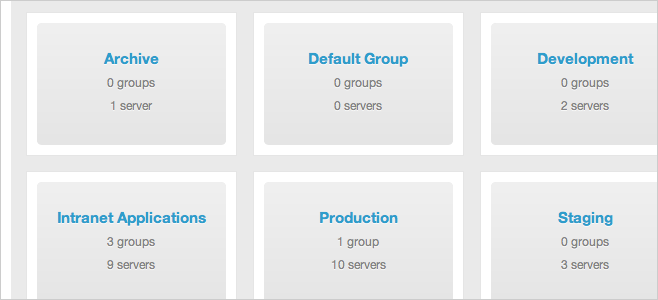 Archive
0 groups
1 server
Default Group
0 groups
0 servers
Development
0 groups
2 servers
Intranet Applications
3 groups
9 servers
Production
1 group
10 servers
Staging
0 groups
3 servers